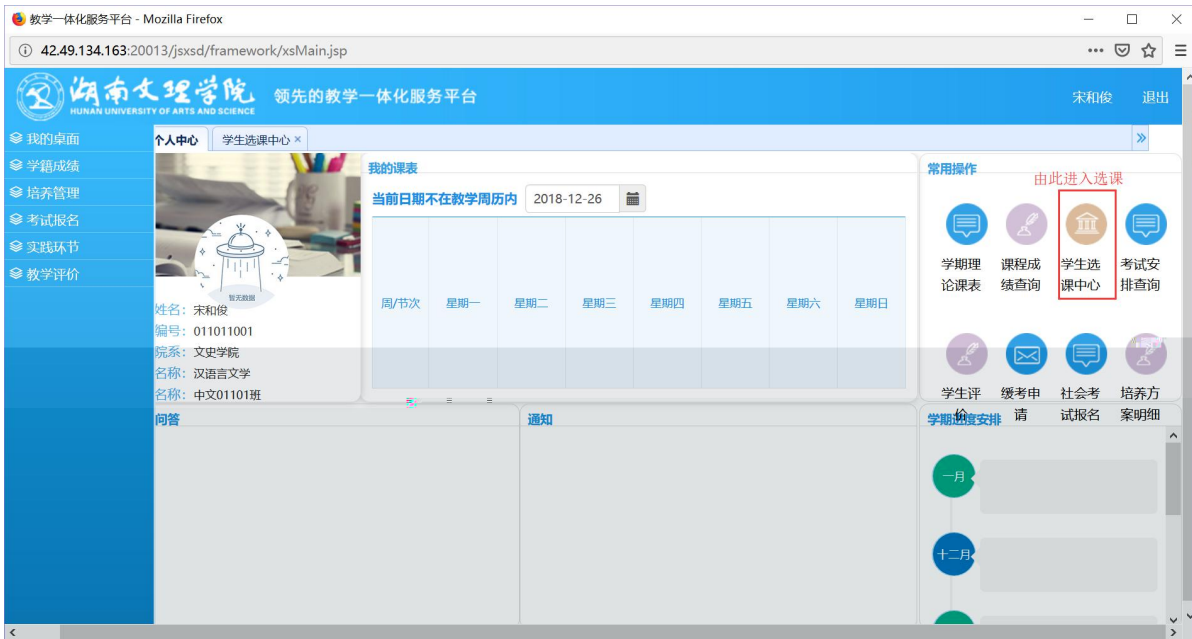 教学一体化服务平台 - Mozilla Firefox
42.49.134.163:20013/jsxsd/framework/xsMain.jsp
湖南文理学院
HUNAN UNIVERSITY OF ARTS AND SCIENCE
领先的教学一体化服务平台
宋和俊 退出
我的桌面
学籍成绩
培养管理
考试报名
实践环节
教学评价
个人中心 学生选课中心 ×
暂无数据
姓名：宋和俊
编号：011011001
院系：文史学院
名称：汉语言文学
名称：中文01101班
我的课表
当前日期不在教学周历内 2018-12-26
周/节次 星期一 星期二 星期三 星期四 星期五 星期六 星期日
常用操作
由此进入选课
学期理论课表
课程成绩查询
学生选课中心
考试安排查询
学生评价
缓考申请
社会考试报名
培养方案明细
问答
通知
学期进度安排
一月
十二月